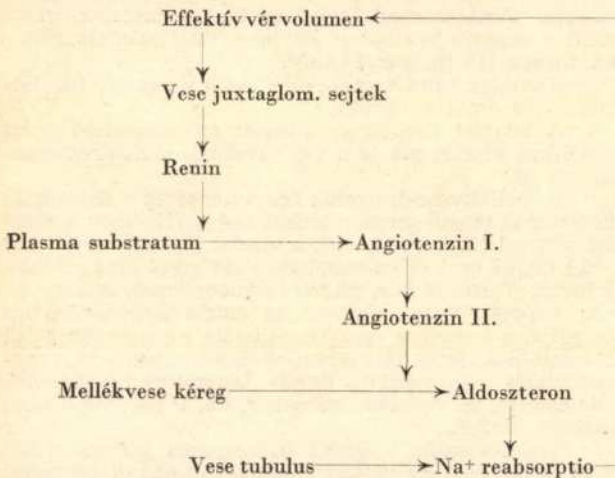 Effektív vér volumen
Vese juxtaglom. sejtek
Renin
Plasma substratum Angiotenzin I.
Angiotenzin II.
Mellékvese kéreg Aldoszteron
Vese tubulus Na⁺ reabsorptio